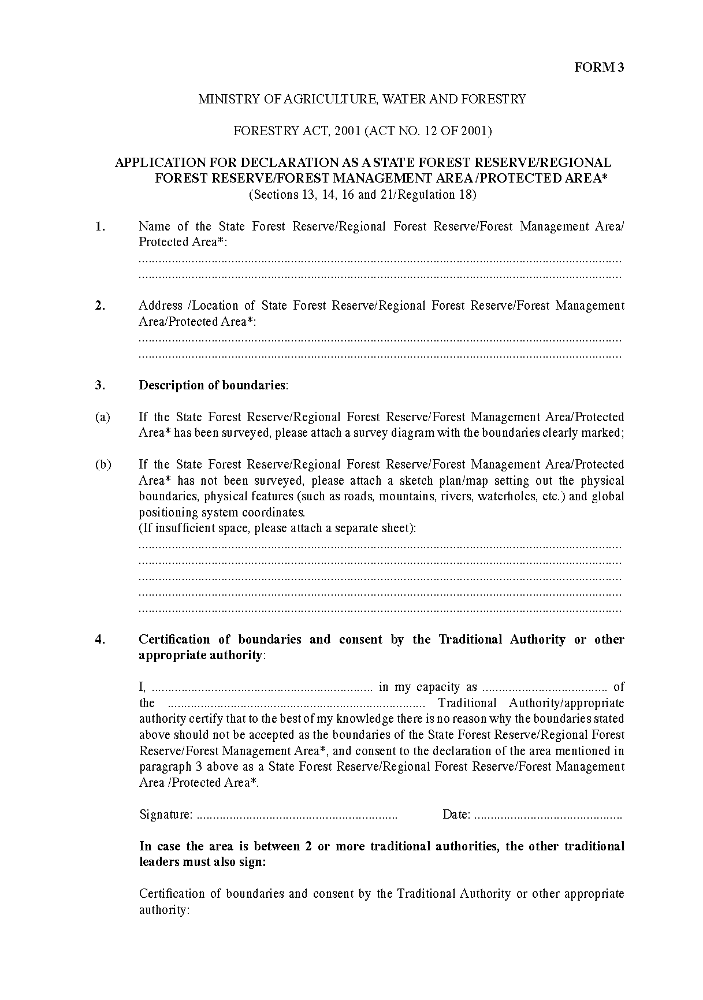 FORM 3
MINISTRY OF AGRICULTURE, WATER AND FORESTRY
FORESTRY ACT, 2001 (ACT NO. 12 OF 2001)
APPLICATION FOR DECLARATION AS A STATE FOREST RESERVE/REGIONAL
FOREST RESERVE/FOREST MANAGEMENT AREA /PROTECTED AREA*
(Sections 13, 14, 16 and 21/Regulation 18)
1. Name of the State Forest Reserve/Regional Forest Reserve/Forest Management Area/
Protected Area*:
..........................................................................................................................................
..........................................................................................................................................
2. Address /Location of State Forest Reserve/Regional Forest Reserve/Forest Management
Area/Protected Area*:
..........................................................................................................................................
..........................................................................................................................................
3. Description of boundaries:
(a) If the State Forest Reserve/Regional Forest Reserve/Forest Management Area/Protected
Area* has been surveyed, please attach a survey diagram with the boundaries clearly marked;
(b) If the State Forest Reserve/Regional Forest Reserve/Forest Management Area/Protected
Area* has not been surveyed, please attach a sketch plan/map setting out the physical
boundaries, physical features (such as roads, mountains, rivers, waterholes, etc.) and global
positioning system coordinates.
(If insufficient space, please attach a separate sheet):
..........................................................................................................................................
..........................................................................................................................................
..........................................................................................................................................
..........................................................................................................................................
..........................................................................................................................................
4. Certification of boundaries and consent by the Traditional Authority or other
appropriate authority:
I, ................................................................... in my capacity as ...................................... of
the .............................................................................. Traditional Authority/appropriate
authority certify that to the best of my knowledge there is no reason why the boundaries stated
above should not be accepted as the boundaries of the State Forest Reserve/Regional Forest
Reserve/Forest Management Area*, and consent to the declaration of the area mentioned in
paragraph 3 above as a State Forest Reserve/Regional Forest Reserve/Forest Management
Area /Protected Area*.
Signature: ............................................................. Date: .............................................
In case the area is between 2 or more traditional authorities, the other traditional
leaders must also sign:
Certification of boundaries and consent by the Traditional Authority or other appropriate
authority: